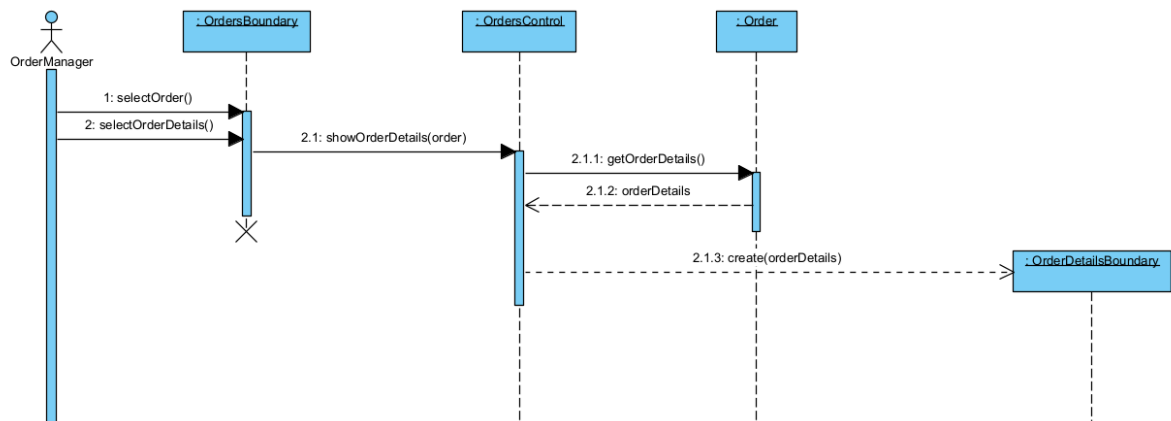 : OrdersBoundary
: OrdersControl
: Order
OrderManager
1: selectOrder()
2: selectOrderDetails()
2.1: showOrderDetails(order)
2.1.1: getOrderDetails()
2.1.2: orderDetails
2.1.3: create(orderDetails)
: OrderDetailsBoundary